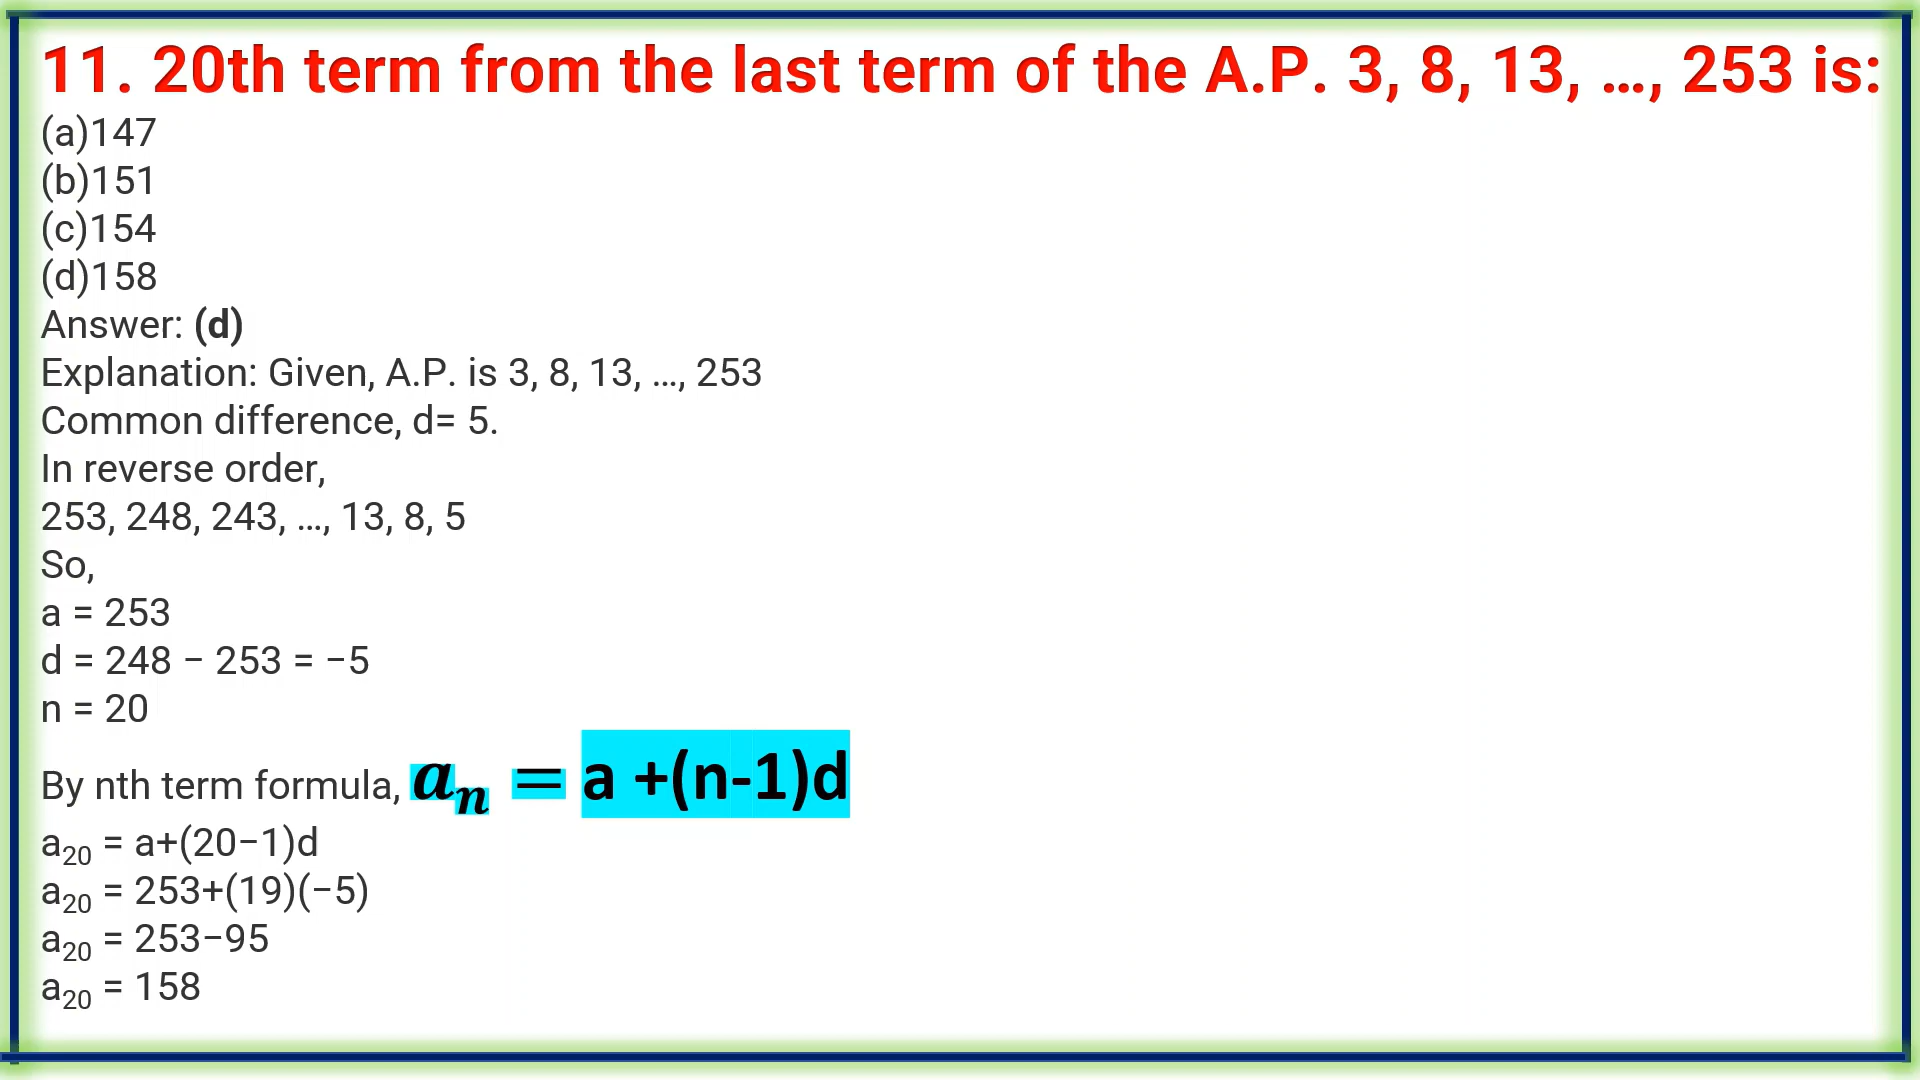 11. 20th term from the last term of the A.P. 3, 8, 13, …, 253 is:
(a)147
(b)151
(c)154
(d)158
Answer: (d)
Explanation: Given, A.P. is 3, 8, 13, …, 253
Common difference, d= 5.
In reverse order,
253, 248, 243, …, 13, 8, 5
So,
a = 253
d = 248 − 253 = −5
n = 20
By nth term formula, aₙ = a +(n-1)d
a₂₀ = a+(20−1)d
a₂₀ = 253+(19)(−5)
a₂₀ = 253−95
a₂₀ = 158